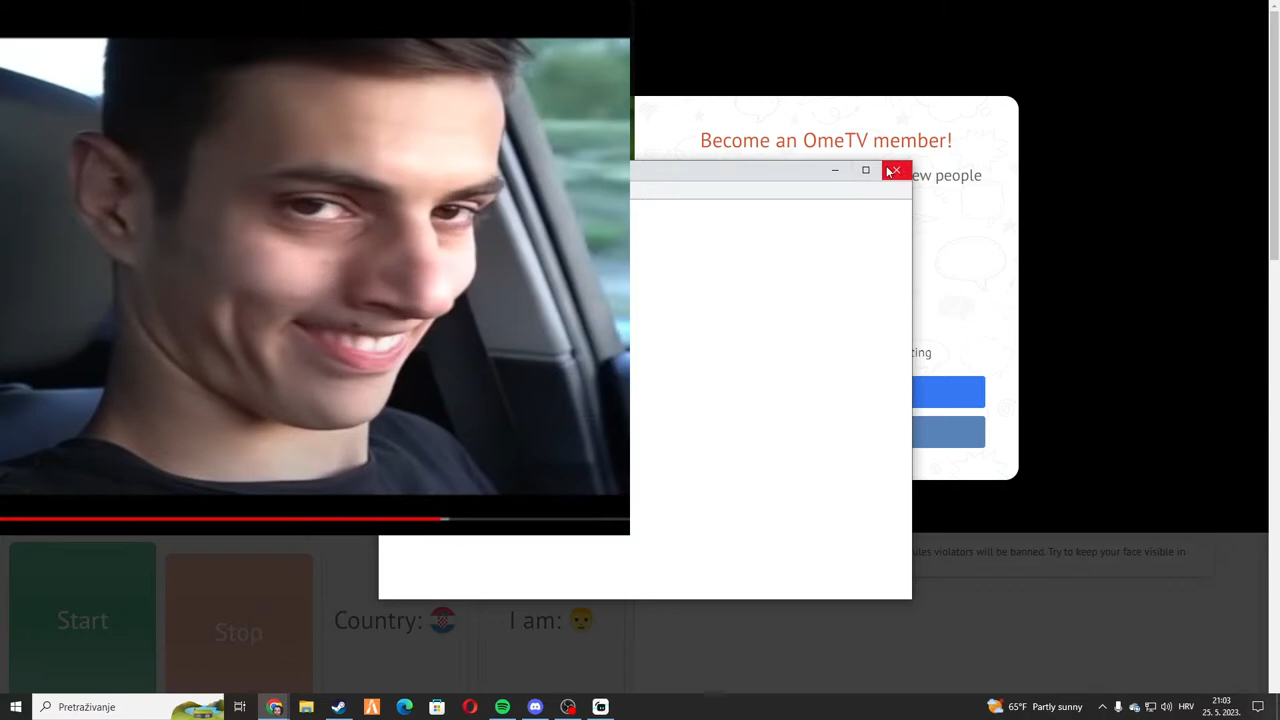 Become an OmeTV member!
ew people
ting
ules violators will be banned. Try to keep your face visible in
Start
Stop
Country:
I am:
Pretraživanje
65°F Partly sunny
HRV
21:03
25. 5. 2023.